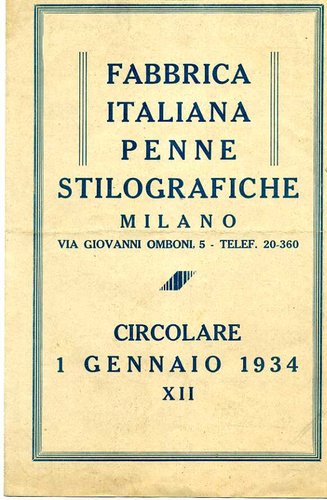 FABBRICA
ITALIANA
PENNE
STILOGRAFICHE
MILANO
VIA GIOVANNI OMBONI, 5 - TELEF. 20-360
CIRCOLARE
1 GENNAIO 1934
XII